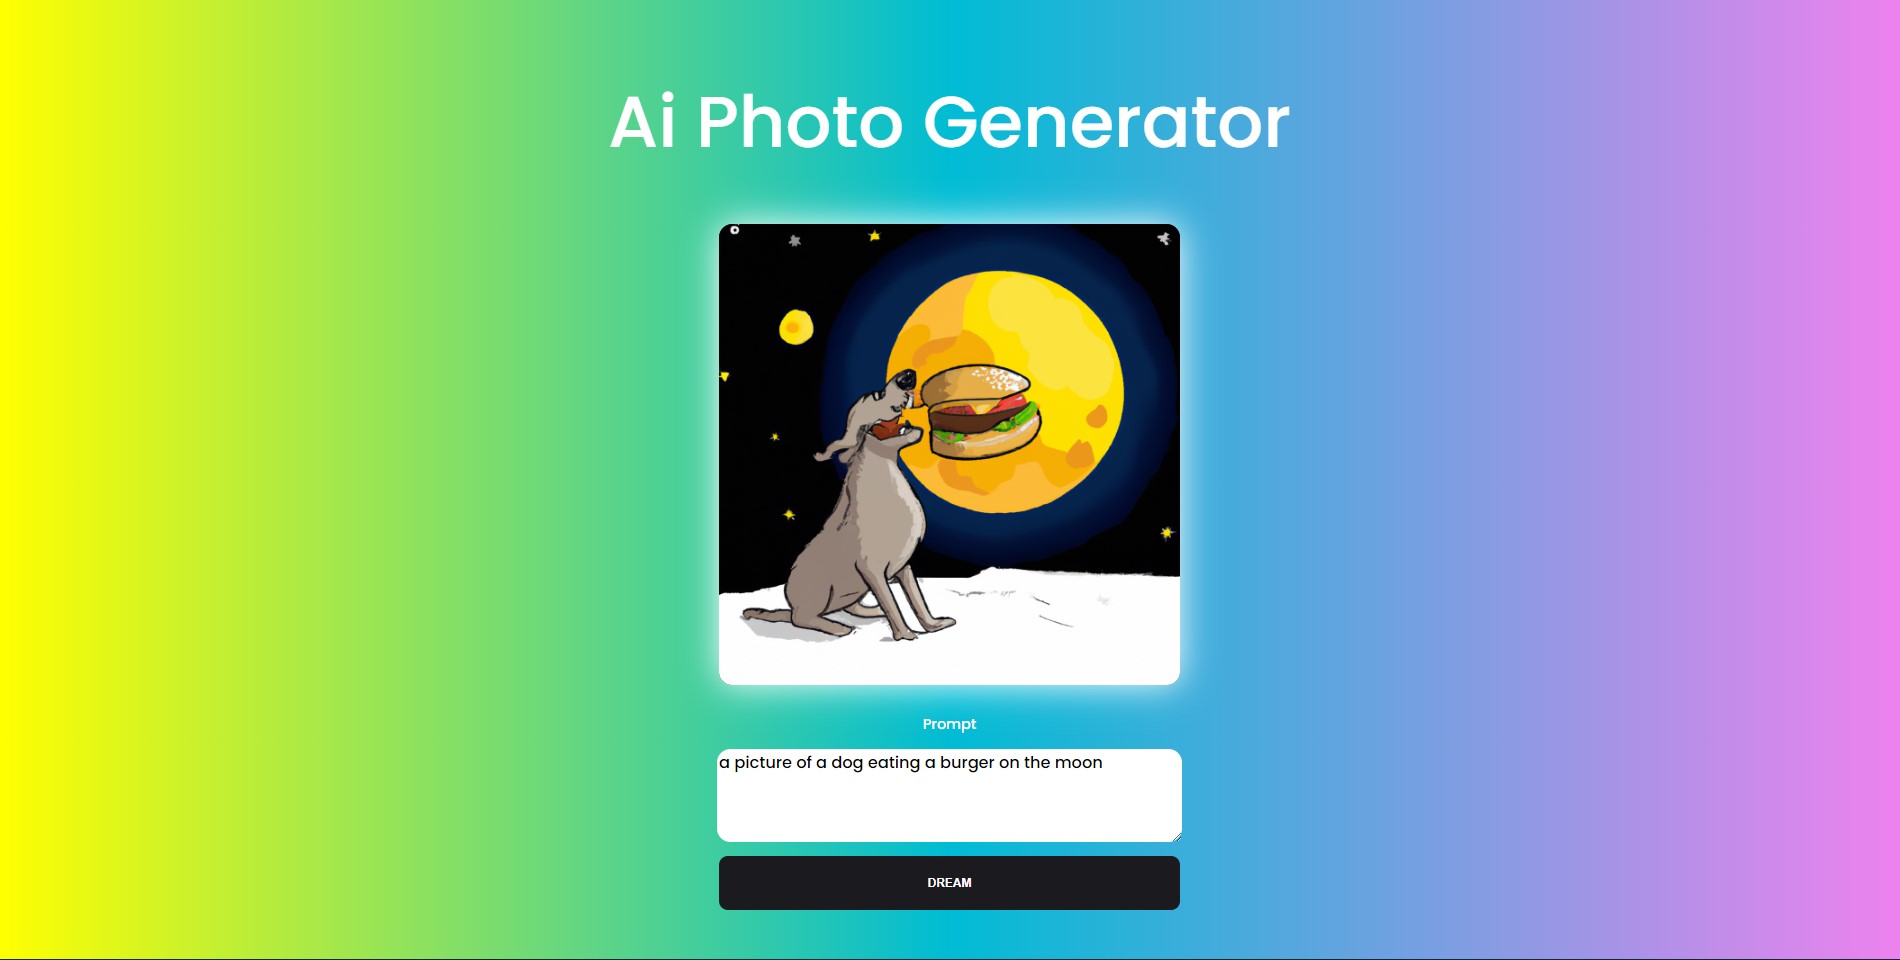 Ai Photo Generator
Prompt
a picture of a dog eating a burger on the moon
DREAM